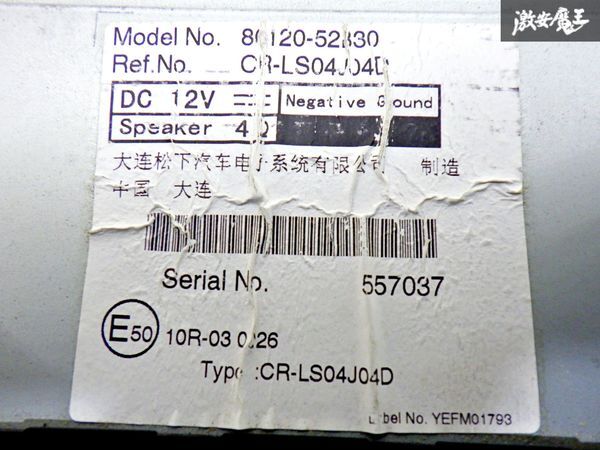 激安魔王
Model No. 86120-52B30
Ref.No. CR-LS04J04D
DC 12V Negative Ground
Speaker 4Ω
大连松下汽车电子系统有限公司 制造
中国 大连
Serial No. 557037
E50 10R-03
Type :CR-LS04J04D
Label No. YEFM01793